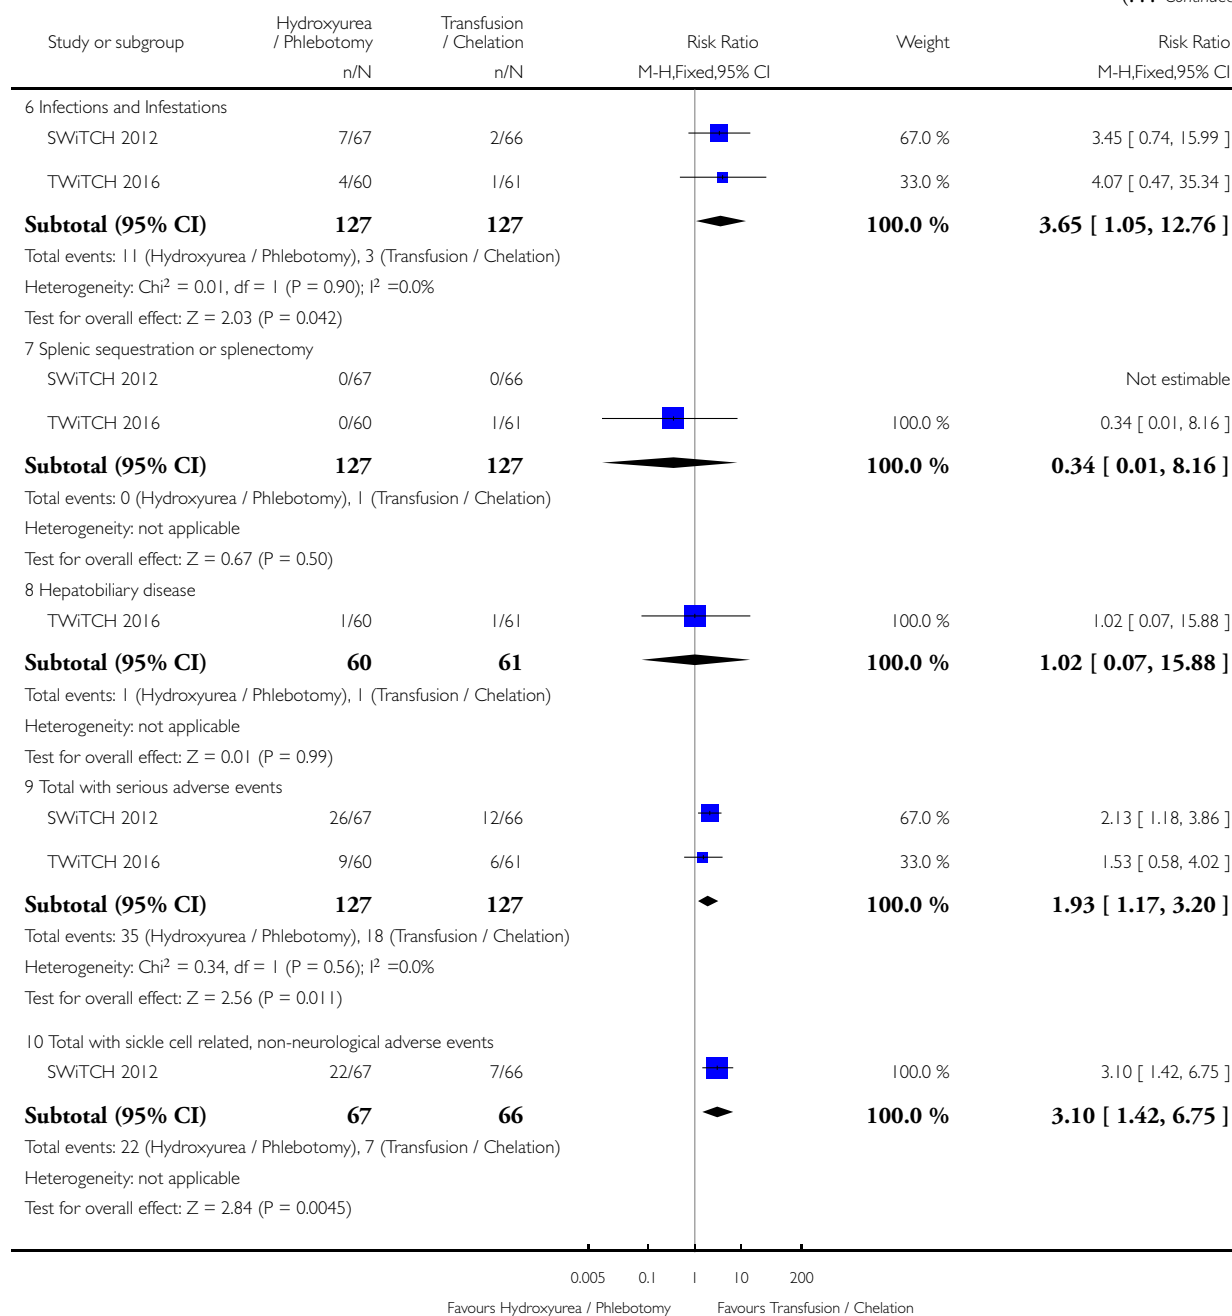 (... Continued
Hydroxyurea Transfusion
Study or subgroup / Phlebotomy / Chelation Risk Ratio Weight Risk Ratio
n/N n/N M-H,Fixed,95% CI M-H,Fixed,95% CI
6 Infections and Infestations
SWiTCH 2012 7/67 2/66 67.0 % 3.45 [ 0.74, 15.99 ]
TWiTCH 2016 4/60 1/61 33.0 % 4.07 [ 0.47, 35.34 ]
Subtotal (95% CI) 127 127 100.0 % 3.65 [ 1.05, 12.76 ]
Total events: 11 (Hydroxyurea / Phlebotomy), 3 (Transfusion / Chelation)
Heterogeneity: Chi² = 0.01, df = 1 (P = 0.90); I² =0.0%
Test for overall effect: Z = 2.03 (P = 0.042)
7 Splenic sequestration or splenectomy
SWiTCH 2012 0/67 0/66 Not estimable
TWiTCH 2016 0/60 1/61 100.0 % 0.34 [ 0.01, 8.16 ]
Subtotal (95% CI) 127 127 100.0 % 0.34 [ 0.01, 8.16 ]
Total events: 0 (Hydroxyurea / Phlebotomy), 1 (Transfusion / Chelation)
Heterogeneity: not applicable
Test for overall effect: Z = 0.67 (P = 0.50)
8 Hepatobiliary disease
TWiTCH 2016 1/60 1/61 100.0 % 1.02 [ 0.07, 15.88 ]
Subtotal (95% CI) 60 61 100.0 % 1.02 [ 0.07, 15.88 ]
Total events: 1 (Hydroxyurea / Phlebotomy), 1 (Transfusion / Chelation)
Heterogeneity: not applicable
Test for overall effect: Z = 0.01 (P = 0.99)
9 Total with serious adverse events
SWiTCH 2012 26/67 12/66 67.0 % 2.13 [ 1.18, 3.86 ]
TWiTCH 2016 9/60 6/61 33.0 % 1.53 [ 0.58, 4.02 ]
Subtotal (95% CI) 127 127 100.0 % 1.93 [ 1.17, 3.20 ]
Total events: 35 (Hydroxyurea / Phlebotomy), 18 (Transfusion / Chelation)
Heterogeneity: Chi² = 0.34, df = 1 (P = 0.56); I² =0.0%
Test for overall effect: Z = 2.56 (P = 0.011)
10 Total with sickle cell related, non-neurological adverse events
SWiTCH 2012 22/67 7/66 100.0 % 3.10 [ 1.42, 6.75 ]
Subtotal (95% CI) 67 66 100.0 % 3.10 [ 1.42, 6.75 ]
Total events: 22 (Hydroxyurea / Phlebotomy), 7 (Transfusion / Chelation)
Heterogeneity: not applicable
Test for overall effect: Z = 2.84 (P = 0.0045)
0.005 0.1 1 10 200
Favours Hydroxyurea / Phlebotomy Favours Transfusion / Chelation